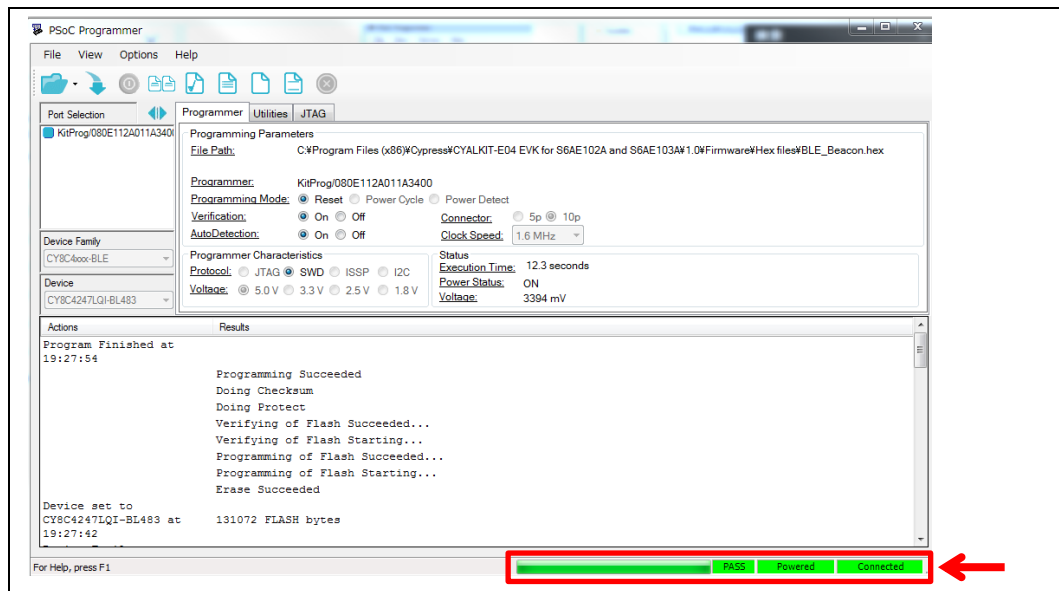 PSoC Programmer
File View Options Help
Port Selection
Programmer Utilities JTAG
KitProg/080E112A011A3400
Programming Parameters
File Path: C:¥Program Files (x86)¥Cypress¥CYALKIT-E04 EVK for S6AE102A and S6AE103A¥1.0¥Firmware¥Hex files¥BLE_Beacon.hex
Programmer: KitProg/080E112A011A3400
Programming Mode: Reset Power Cycle Power Detect
Verification: On Off Connector: 5p 10p
AutoDetection: On Off Clock Speed: 1.6 MHz
Device Family
CY8C4xxx-BLE
Device
CY8C4247LQI-BL483
Programmer Characteristics
Protocol: JTAG SWD ISSP I2C
Voltage: 5.0 V 3.3 V 2.5 V 1.8 V
Status
Execution Time: 12.3 seconds
Power Status: ON
Voltage: 3394 mV
Actions Results
Program Finished at
19:27:54
Programming Succeeded
Doing Checksum
Doing Protect
Verifying of Flash Succeeded...
Verifying of Flash Starting...
Programming of Flash Succeeded...
Programming of Flash Starting...
Erase Succeeded
Device set to
CY8C4247LQI-BL483 at 131072 FLASH bytes
19:27:42
For Help, press F1
PASS Powered Connected